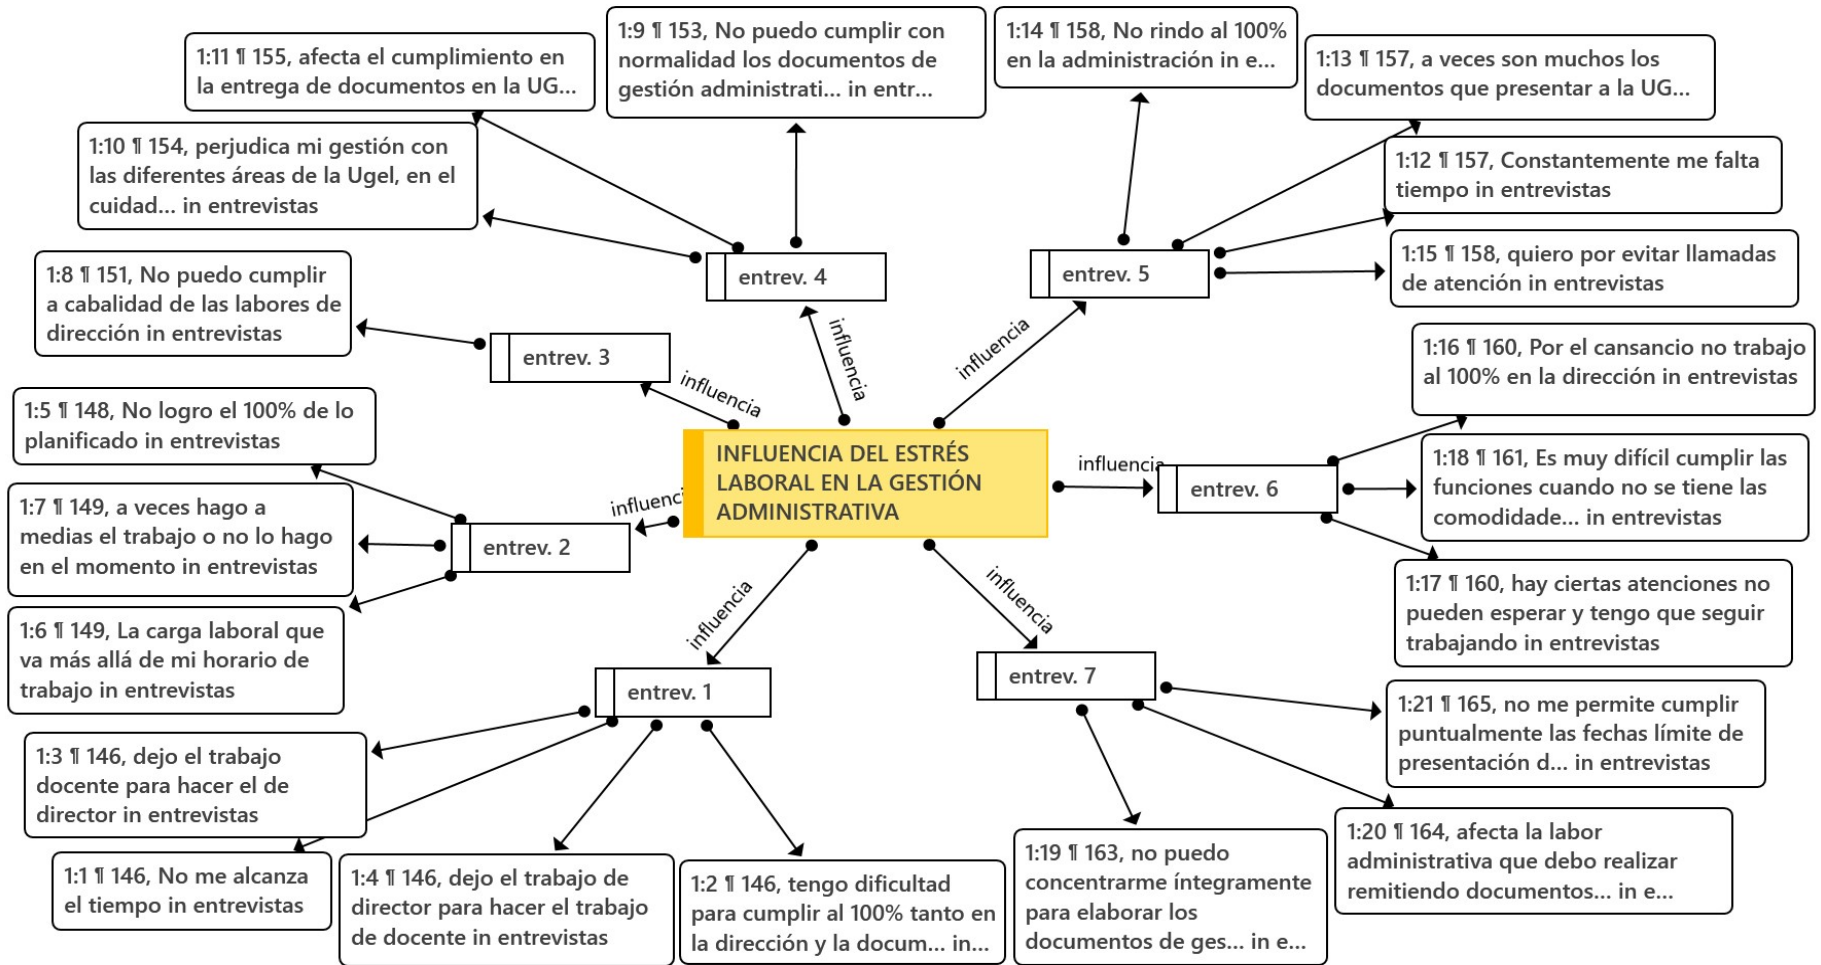 1:11 ¶ 155, afecta el cumplimiento en
la entrega de documentos en la UG...
1:9 ¶ 153, No puedo cumplir con
normalidad los documentos de
gestión administrati... in entr...
1:14 ¶ 158, No rindo al 100%
en la administración in e...
1:13 ¶ 157, a veces son muchos los
documentos que presentar a la UG...
1:10 ¶ 154, perjudica mi gestión con
las diferentes áreas de la Ugel, en el
cuidad... in entrevistas
1:12 ¶ 157, Constantemente me falta
tiempo in entrevistas
1:8 ¶ 151, No puedo cumplir
a cabalidad de las labores de
dirección in entrevistas
entrev. 4
entrev. 5
1:15 ¶ 158, quiero por evitar llamadas
de atención in entrevistas
entrev. 3
influencia
influencia
influencia
1:16 ¶ 160, Por el cansancio no trabajo
al 100% en la dirección in entrevistas
1:5 ¶ 148, No logro el 100% de lo
planificado in entrevistas
INFLUENCIA DEL ESTRÉS
LABORAL EN LA GESTIÓN
ADMINISTRATIVA
influencia
entrev. 6
1:18 ¶ 161, Es muy difícil cumplir las
funciones cuando no se tiene las
comodidade... in entrevistas
1:7 ¶ 149, a veces hago a
medias el trabajo o no lo hago
en el momento in entrevistas
influenci
entrev. 2
1:17 ¶ 160, hay ciertas atenciones no
pueden esperar y tengo que seguir
trabajando in entrevistas
1:6 ¶ 149, La carga laboral que
va más allá de mi horario de
trabajo in entrevistas
influencia
influencia
entrev. 1
entrev. 7
1:21 ¶ 165, no me permite cumplir
puntualmente las fechas límite de
presentación d... in entrevistas
1:3 ¶ 146, dejo el trabajo
docente para hacer el de
director in entrevistas
1:20 ¶ 164, afecta la labor
administrativa que debo realizar
remitiendo documentos... in e...
1:1 ¶ 146, No me alcanza
el tiempo in entrevistas
1:4 ¶ 146, dejo el trabajo de
director para hacer el trabajo
de docente in entrevistas
1:2 ¶ 146, tengo dificultad
para cumplir al 100% tanto en
la dirección y la docum... in...
1:19 ¶ 163, no puedo
concentrarme íntegramente
para elaborar los
documentos de ges... in e...